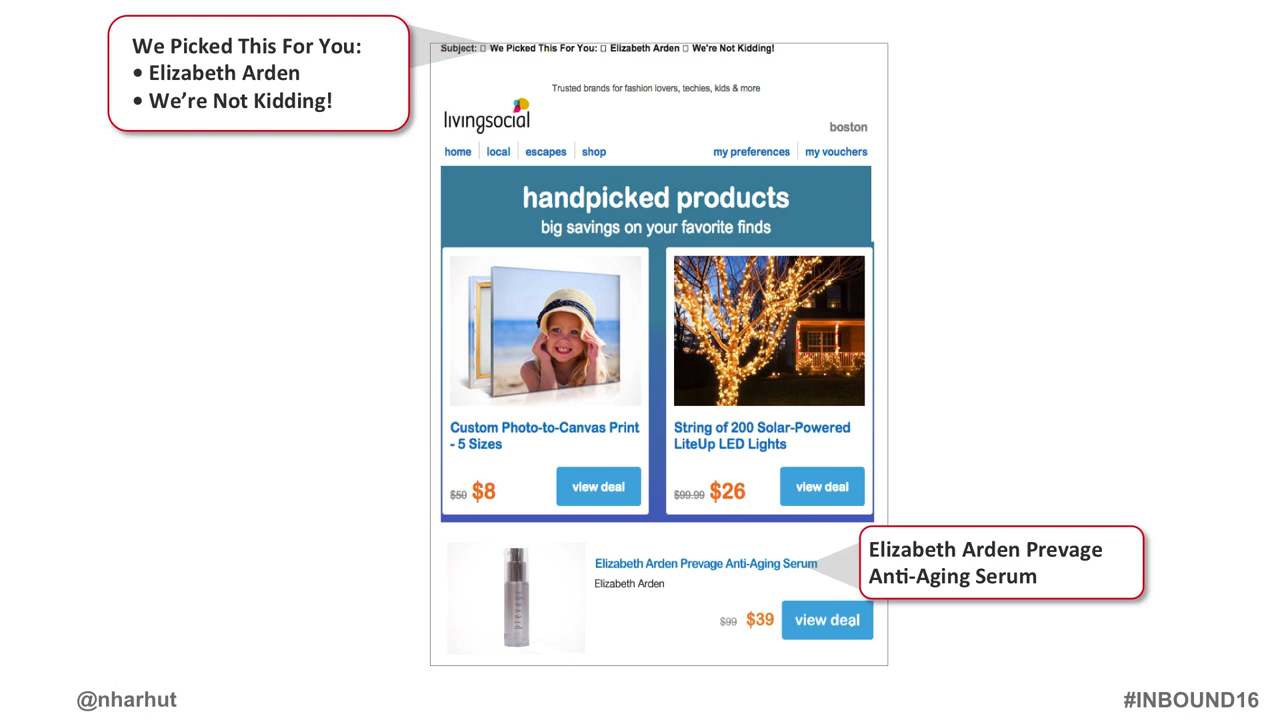 We Picked This For You:
• Elizabeth Arden
• We're Not Kidding!
Subject: □ We Picked This For You: □ Elizabeth Arden □ We're Not Kidding!
Trusted brands for fashion lovers, techies, kids & more
livingsocial
boston
home local escapes shop my preferences my vouchers
handpicked products
big savings on your favorite finds
Custom Photo-to-Canvas Print
- 5 Sizes
$50 $8 view deal
String of 200 Solar-Powered
LiteUp LED Lights
$99.99 $26 view deal
prevage
Elizabeth Arden Prevage Anti-Aging Serum
Elizabeth Arden
$99 $39 view deal
Elizabeth Arden Prevage
Anti-Aging Serum
@nharhut
#INBOUND16